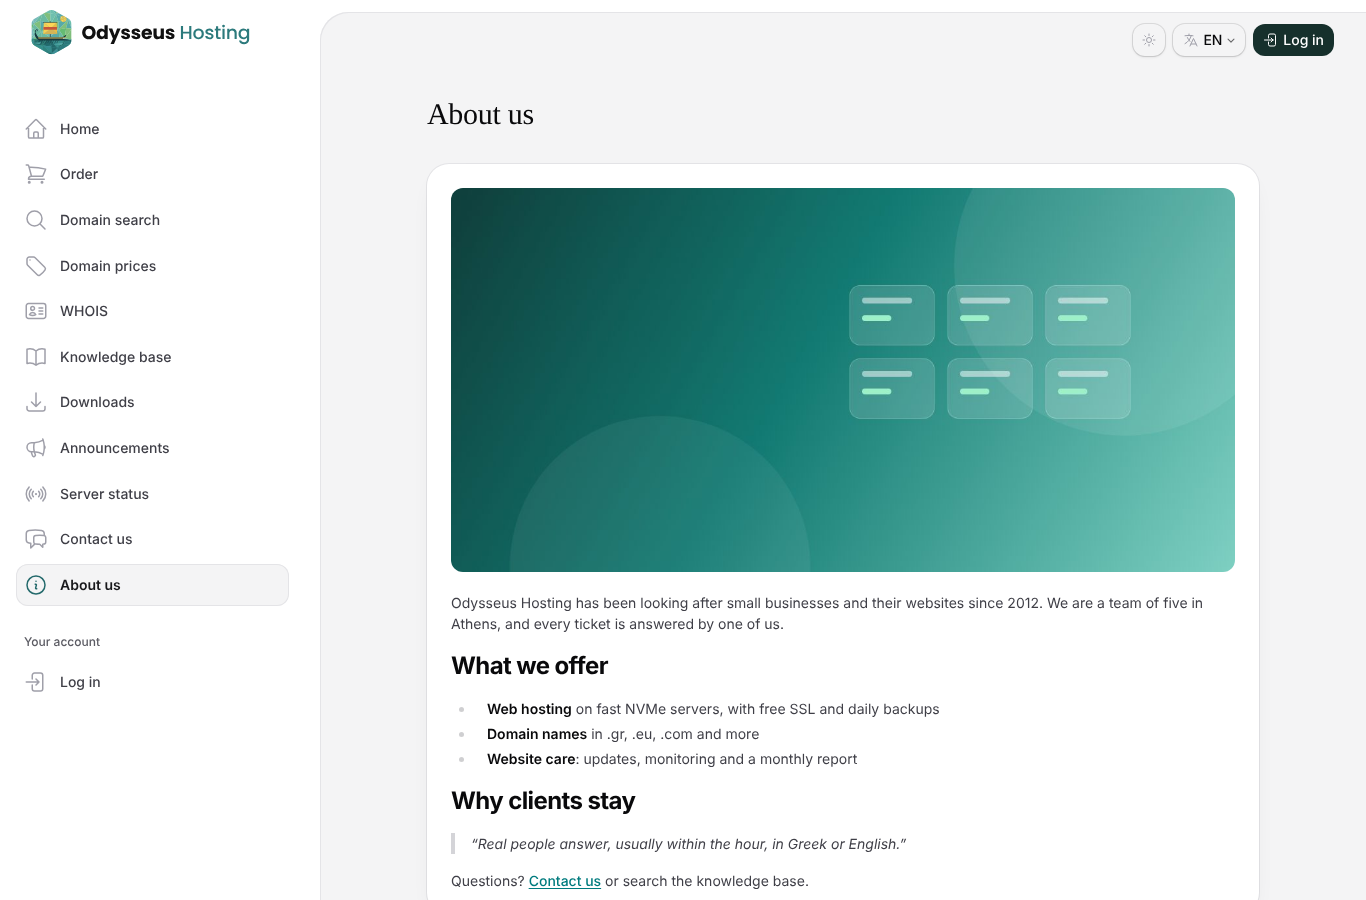 Odysseus Hosting
EN
Log in
Home
Order
Domain search
Domain prices
WHOIS
Knowledge base
Downloads
Announcements
Server status
Contact us
About us
Your account
Log in
About us
Odysseus Hosting has been looking after small businesses and their websites since 2012. We are a team of five in
Athens, and every ticket is answered by one of us.
What we offer
Web hosting on fast NVMe servers, with free SSL and daily backups
Domain names in .gr, .eu, .com and more
Website care: updates, monitoring and a monthly report
Why clients stay
“Real people answer, usually within the hour, in Greek or English.”
Questions? Contact us or search the knowledge base.